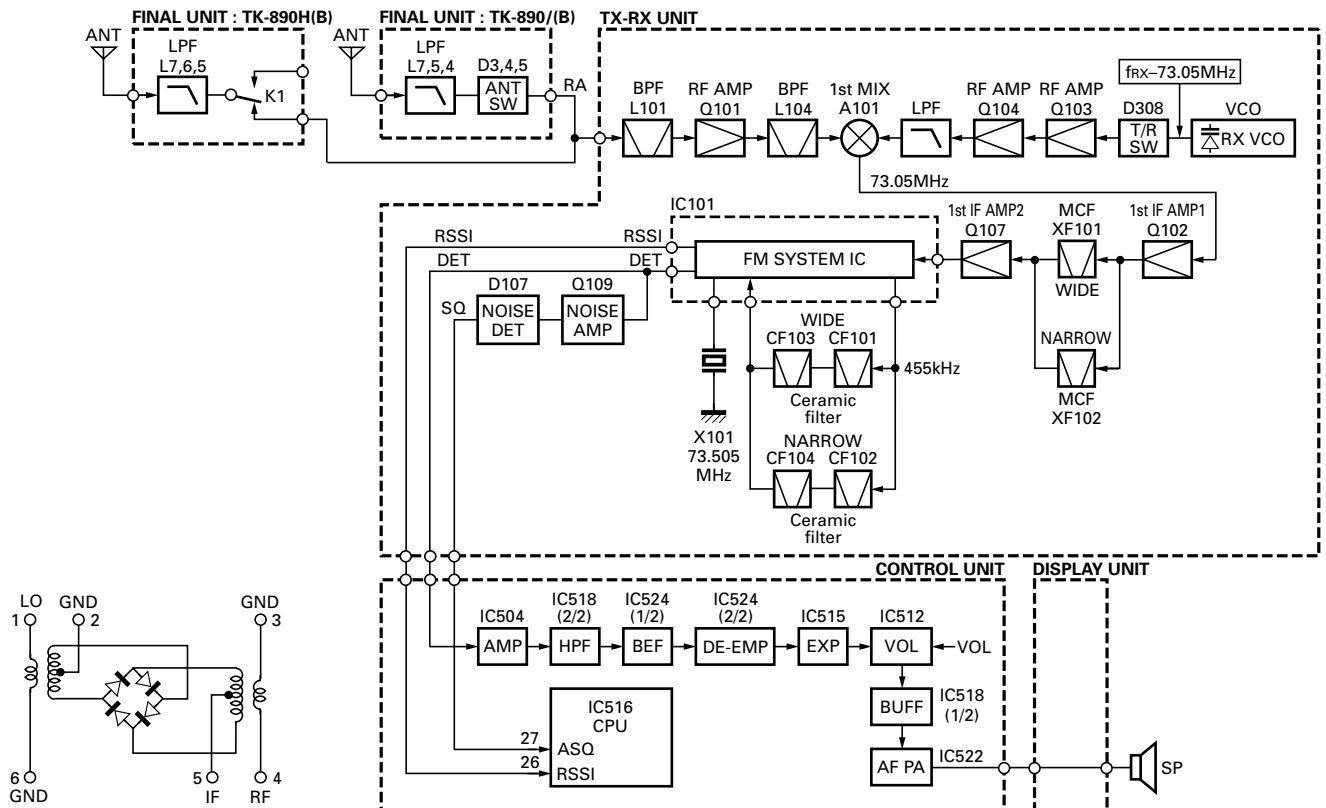 FINAL UNIT : TK-890H(B)
FINAL UNIT : TK-890/(B)
TX-RX UNIT
ANT
LPF
L7,6,5
K1
ANT
LPF
L7,5,4
D3,4,5
ANT
SW
RA
BPF
L101
RF AMP
Q101
BPF
L104
1st MIX
A101
LPF
RF AMP
Q104
RF AMP
Q103
D308
T/R
SW
fRX–73.05MHz
VCO
RX VCO
73.05MHz
IC101
RSSI
RSSI
DET
DET
FM SYSTEM IC
1st IF AMP2
Q107
MCF
XF101
WIDE
1st IF AMP1
Q102
NARROW
MCF
XF102
SQ
D107
NOISE
DET
Q109
NOISE
AMP
WIDE
CF103
CF101
Ceramic
filter
455kHz
X101
73.505
MHz
NARROW
CF104
CF102
Ceramic
filter
CONTROL UNIT
DISPLAY UNIT
IC504
AMP
IC518
(2/2)
HPF
IC524
(1/2)
BEF
IC524
(2/2)
DE-EMP
IC515
EXP
IC512
VOL
VOL
BUFF
IC518
(1/2)
AF PA
IC522
SP
IC516
CPU
27
ASQ
26
RSSI
LO
1
GND
2
GND
3
6
GND
5
IF
4
RF